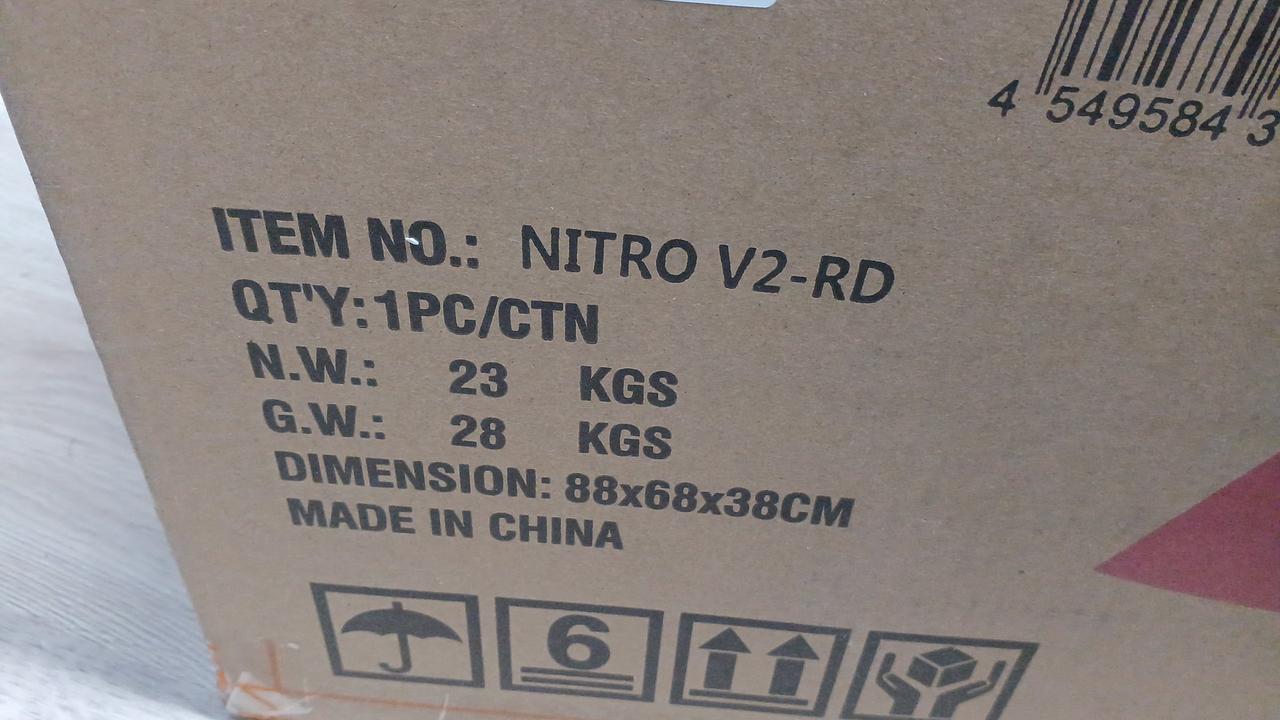 4 549584 3
ITEM NO.: NITRO V2-RD
QT'Y: 1PC/CTN
N.W.: 23 KGS
G.W.: 28 KGS
DIMENSION: 88x68x38CM
MADE IN CHINA
6